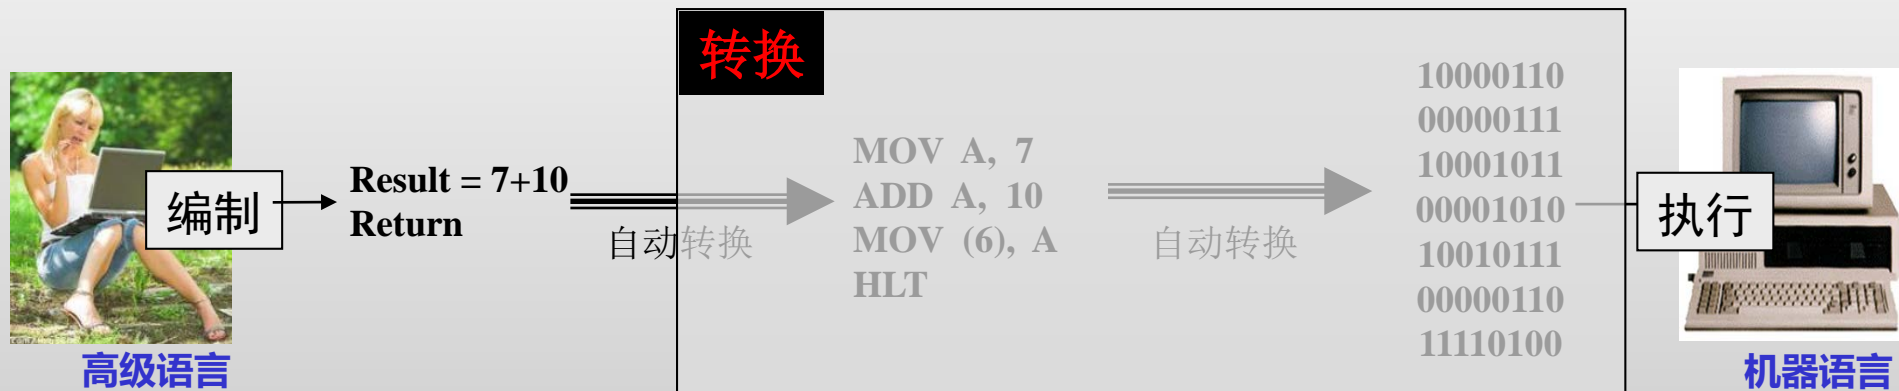 转换
编制
Result = 7+10
Return
自动转换
MOV A, 7
ADD A, 10
MOV (6), A
HLT
自动转换
10000110
00000111
10001011
00001010
10010111
00000110
11110100
执行
高级语言
机器语言